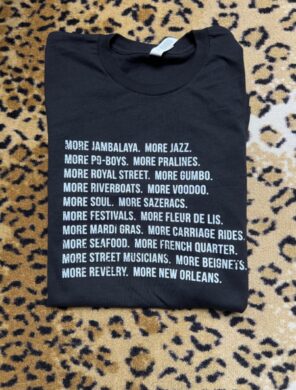 MORE JAMBALAYA. MORE JAZZ.
MORE PO-BOYS. MORE PRALINES.
MORE ROYAL STREET. MORE GUMBO.
MORE RIVERBOATS. MORE VOODOO.
MORE SOUL. MORE SAZERACS.
MORE FESTIVALS. MORE FLEUR DE LIS.
MORE MARDI GRAS. MORE CARRIAGE RIDES.
MORE SEAFOOD. MORE FRENCH QUARTER.
MORE STREET MUSICIANS. MORE BEIGNETS.
MORE REVELRY. MORE NEW ORLEANS.